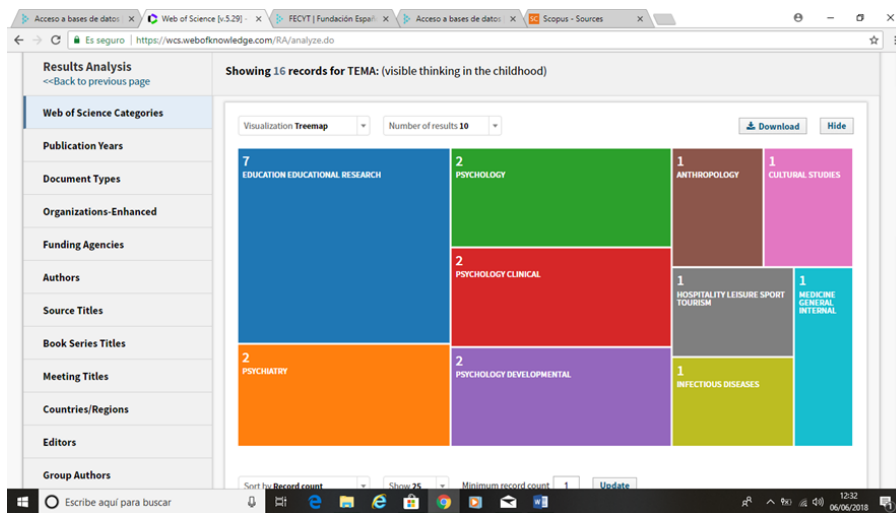 Acceso a bases de datos
Web of Science [v.5.29] -
FECYT | Fundación Españ
Acceso a bases de datos
Scopus - Sources
Es seguro | https://wcs.webofknowledge.com/RA/analyze.do
Results Analysis
<<Back to previous page
Showing 16 records for TEMA: (visible thinking in the childhood)
Web of Science Categories
Publication Years
Document Types
Organizations-Enhanced
Funding Agencies
Authors
Source Titles
Book Series Titles
Meeting Titles
Countries/Regions
Editors
Group Authors
Visualization Treemap
Number of results 10
Download
Hide
7
EDUCATION EDUCATIONAL RESEARCH
2
PSYCHIATRY
2
PSYCHOLOGY
2
PSYCHOLOGY CLINICAL
2
PSYCHOLOGY DEVELOPMENTAL
1
ANTHROPOLOGY
1
CULTURAL STUDIES
1
HOSPITALITY LEISURE SPORT
TOURISM
1
MEDICINE
GENERAL
INTERNAL
1
INFECTIOUS DISEASES
Sort by Record count
Show 25
Minimum record count 1
Update
Escribe aquí para buscar
12:32
06/06/2018